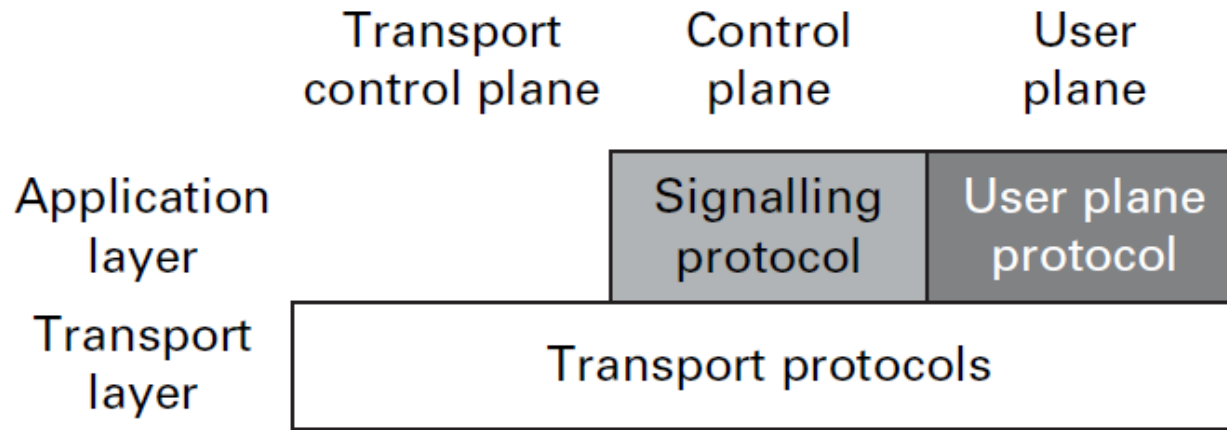 Transport
control plane
Control
plane
User
plane
Application
layer
Signalling
protocol
User plane
protocol
Transport
layer
Transport protocols